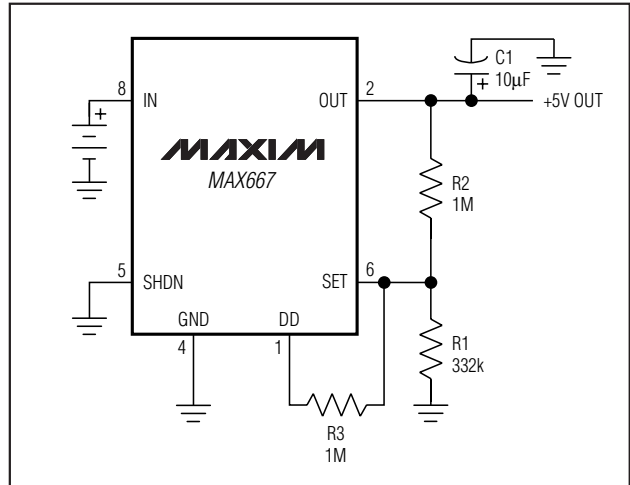 C1
10µF
+
8
IN
OUT
2
+5V OUT
+
MAXIM
MAX667
R2
1M
5
SHDN
SET
6
GND
DD
4
1
R1
332k
R3
1M